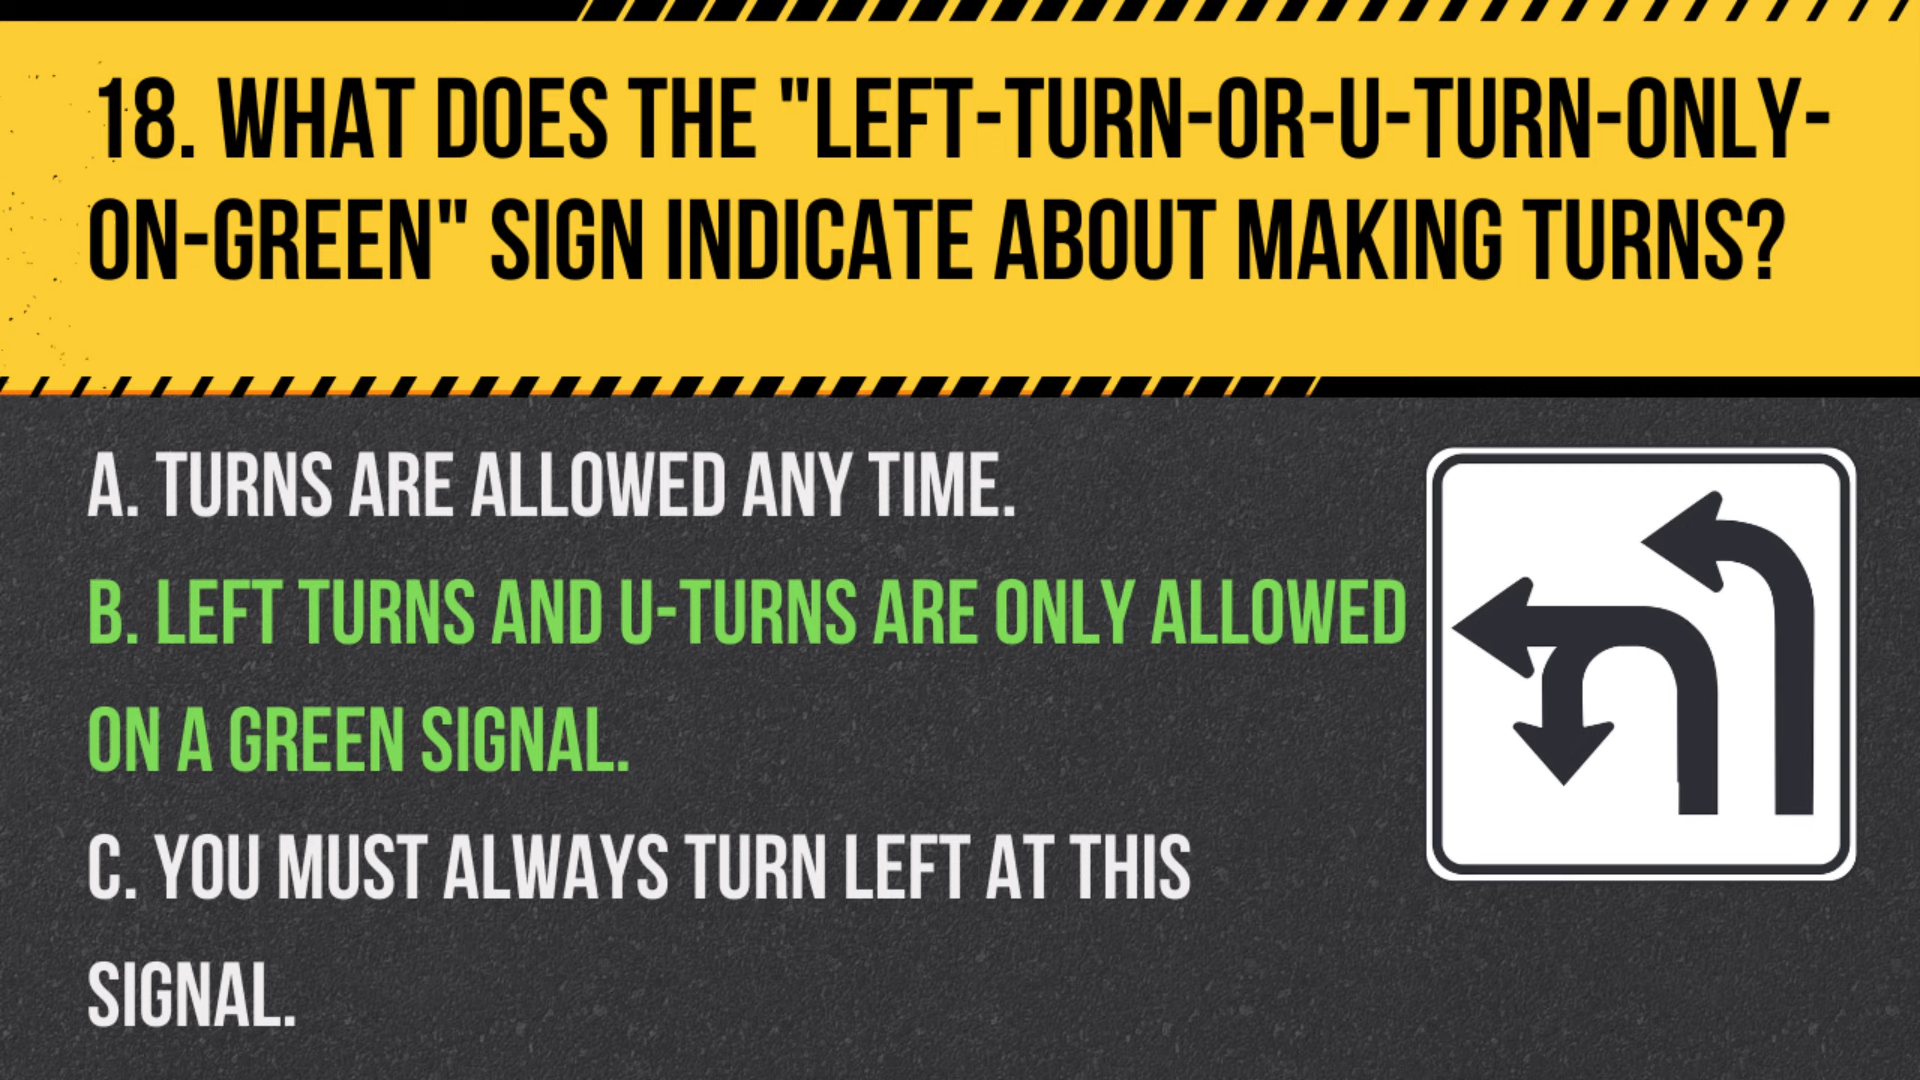 18. WHAT DOES THE "LEFT-TURN-OR-U-TURN-ONLY-
ON-GREEN" SIGN INDICATE ABOUT MAKING TURNS?
A. TURNS ARE ALLOWED ANY TIME.
B. LEFT TURNS AND U-TURNS ARE ONLY ALLOWED
ON A GREEN SIGNAL.
C. YOU MUST ALWAYS TURN LEFT AT THIS
SIGNAL.